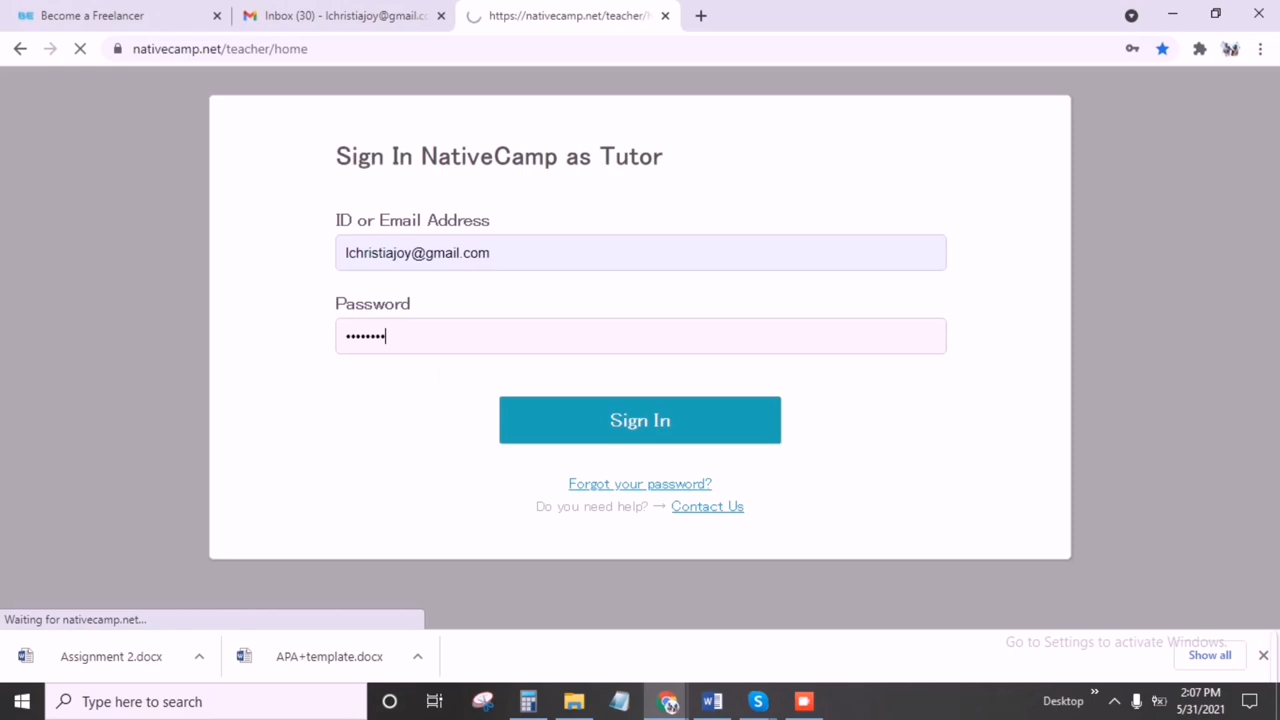 Become a Freelancer
Inbox (30) - lchristiajoy@gmail.co
https://nativecamp.net/teacher/
nativecamp.net/teacher/home
Sign In NativeCamp as Tutor
ID or Email Address
lchristiajoy@gmail.com
Password
••••••••
Sign In
Forgot your password?
Do you need help? → Contact Us
Waiting for nativecamp.net...
Go to Settings to activate Windows.
Assignment 2.docx
APA+template.docx
Show all
Type here to search
Desktop
2:07 PM
5/31/2021